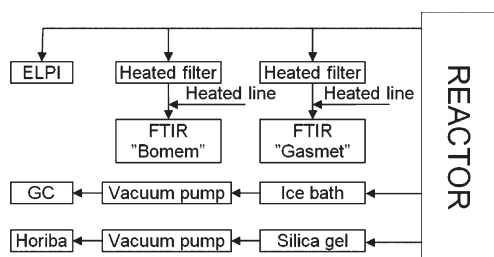 ELPI
Heated filter
Heated filter
Heated line
Heated line
FTIR
"Bomem"
FTIR
"Gasmet"
GC
Vacuum pump
Ice bath
Horiba
Vacuum pump
Silica gel
REACTOR